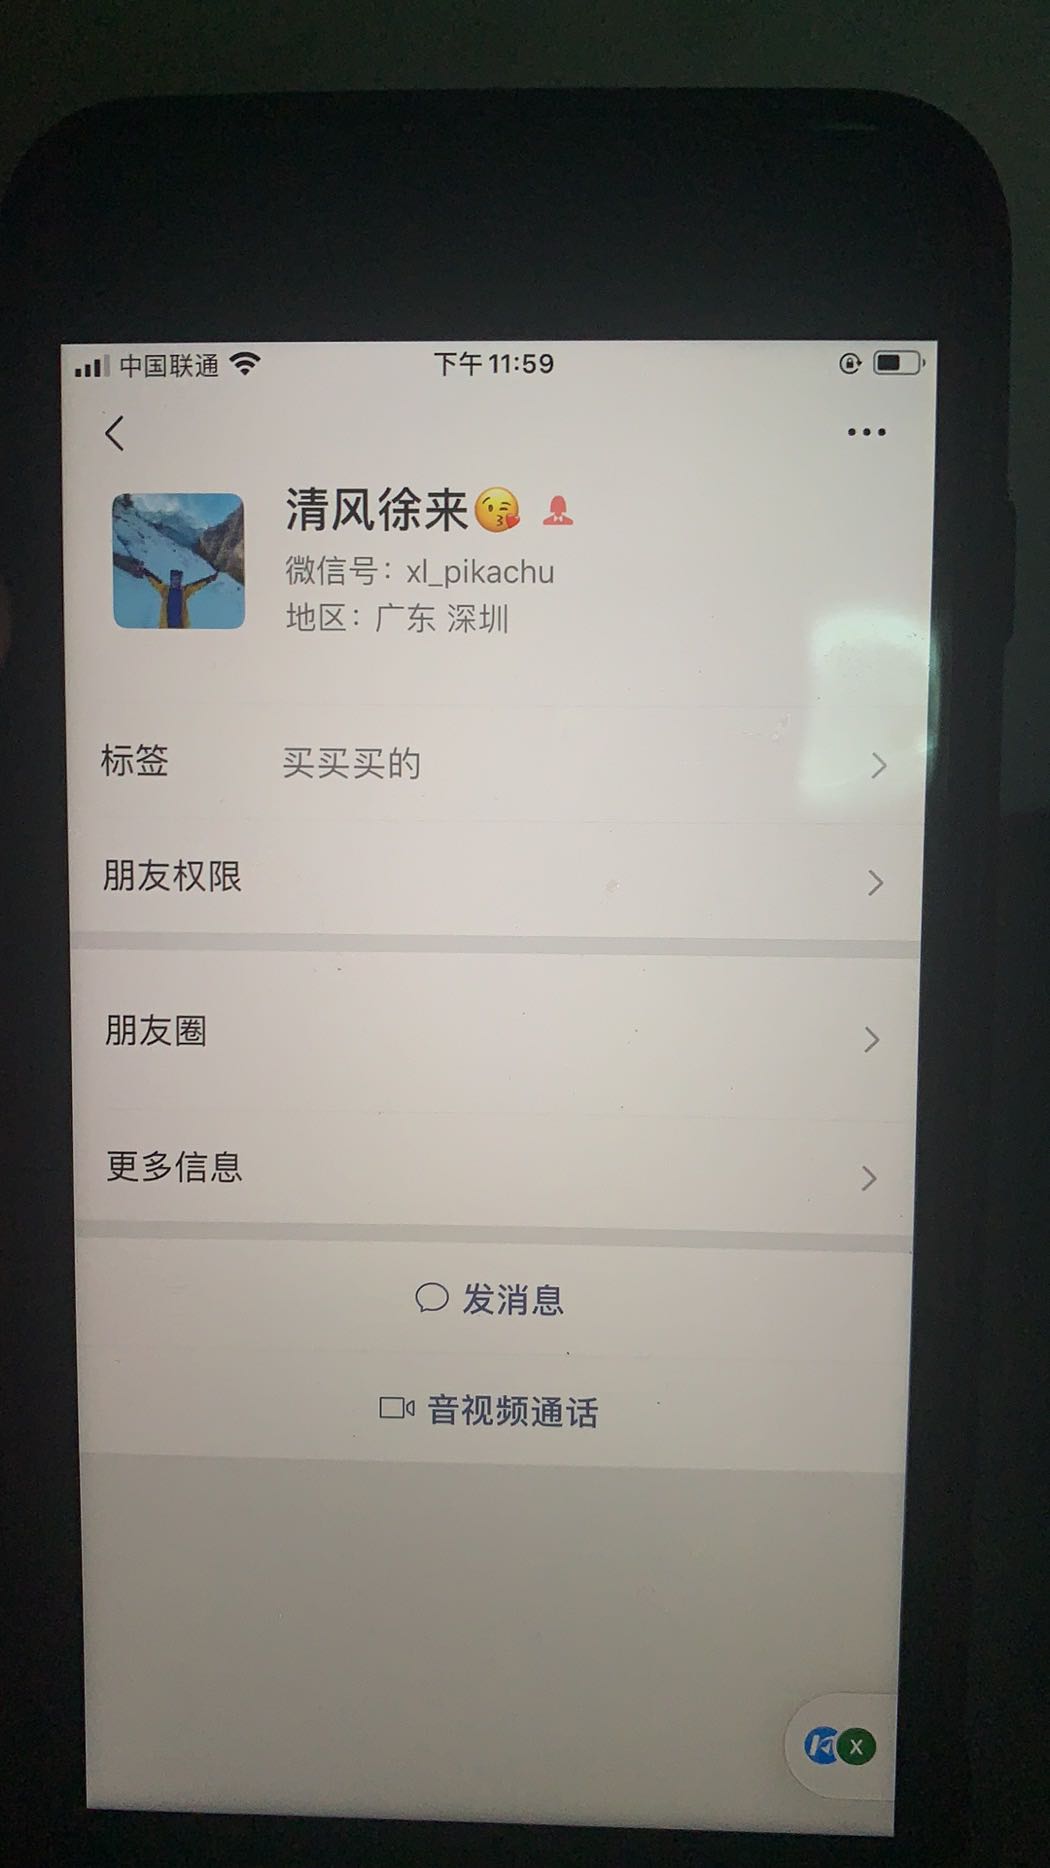 中国联通
下午11:59
清风徐来😘
微信号：xl_pikachu
地区：广东 深圳
标签 买买买的
朋友权限
朋友圈
更多信息
发消息
音视频通话
X